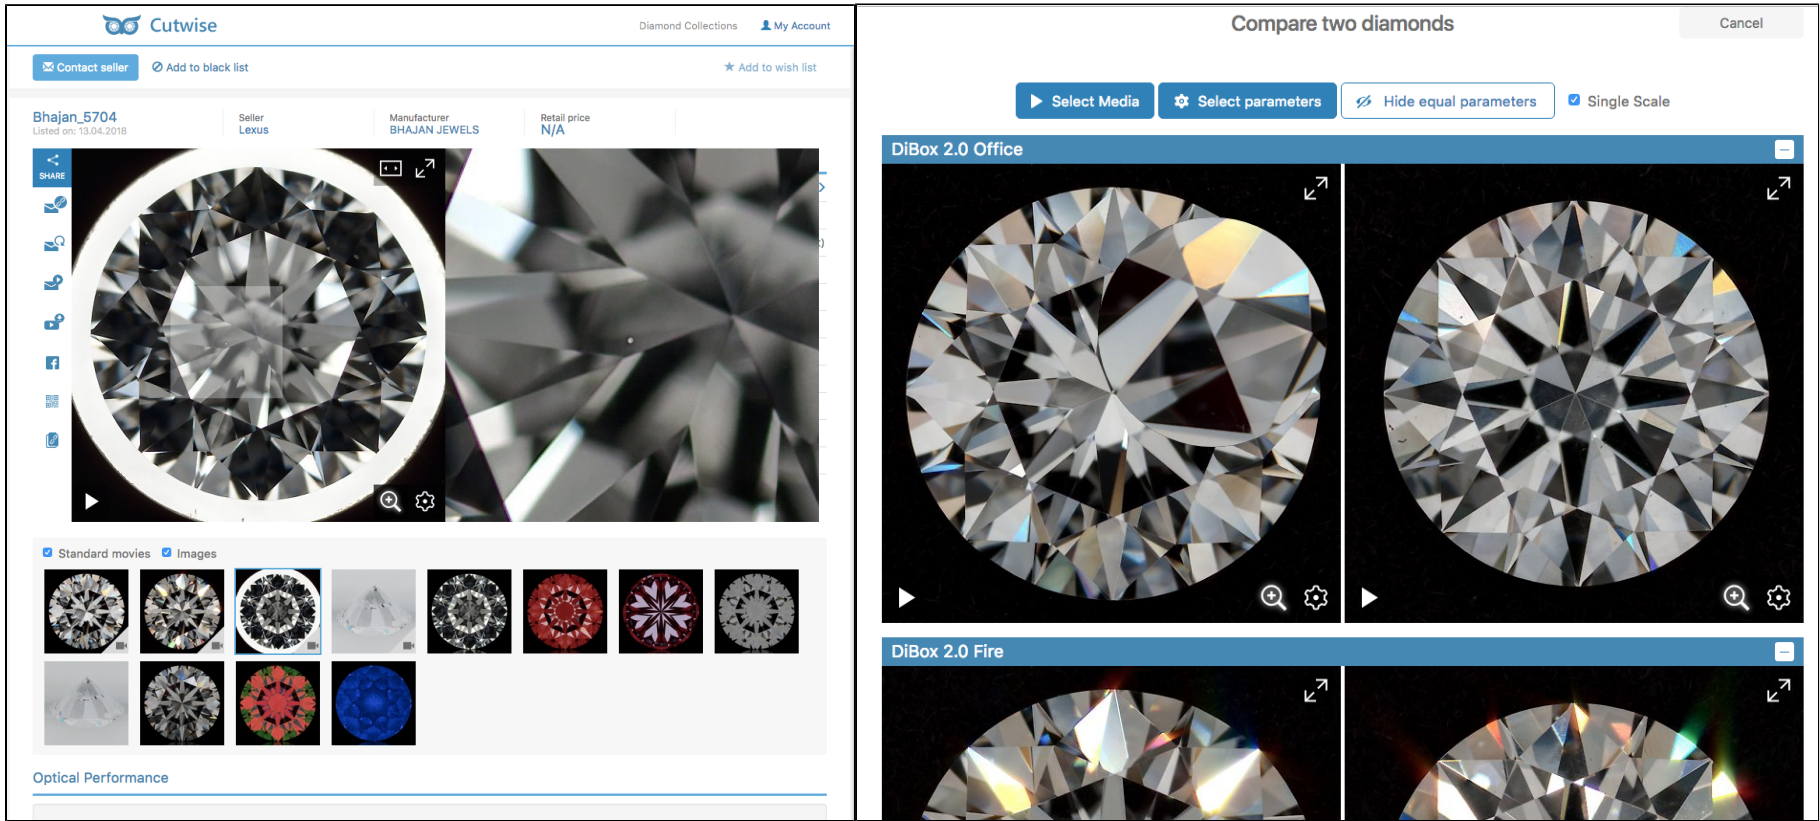 Cutwise
Diamond Collections
My Account
Contact seller
Add to black list
Add to wish list
Bhajan_5704
Listed on: 13.04.2018
Seller
Lexus
Manufacturer
BHAJAN JEWELS
Retail price
N/A
SHARE
Standard movies
Images
Optical Performance
Compare two diamonds
Cancel
Select Media
Select parameters
Hide equal parameters
Single Scale
DiBox 2.0 Office
DiBox 2.0 Fire